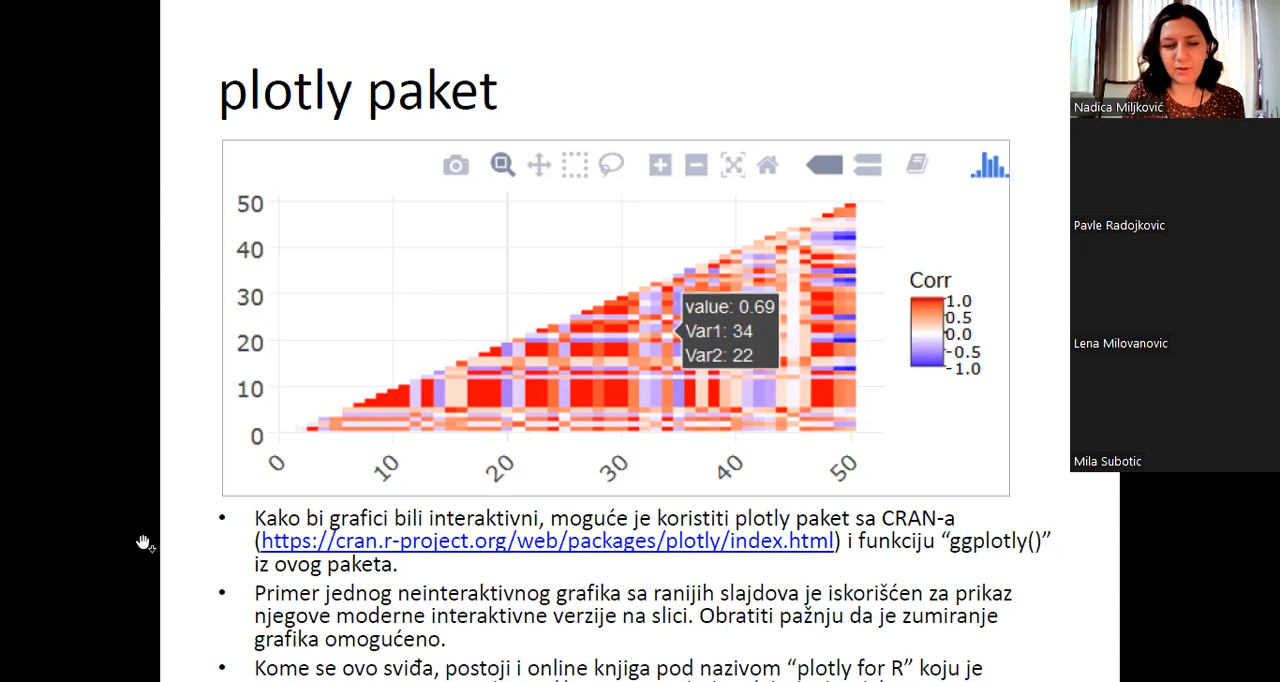 plotly paket
50
40
30
20
10
0
0
10
20
30
40
50
value: 0.69
Var1: 34
Var2: 22
Corr
1.0
0.5
0.0
-0.5
-1.0
• Kako bi grafici bili interaktivni, moguće je koristiti plotly paket sa CRAN-a
(https://cran.r-project.org/web/packages/plotly/index.html) i funkciju “ggplotly()”
iz ovog paketa.
• Primer jednog neinteraktivnog grafika sa ranijih slajdova je iskorišćen za prikaz
njegove moderne interaktivne verzije na slici. Obratiti pažnju da je zumiranje
grafika omogućeno.
• Kome se ovo sviđa, postoji i online knjiga pod nazivom “plotly for R” koju je
Nadica Miljković
Pavle Radojkovic
Lena Milovanovic
Mila Subotic